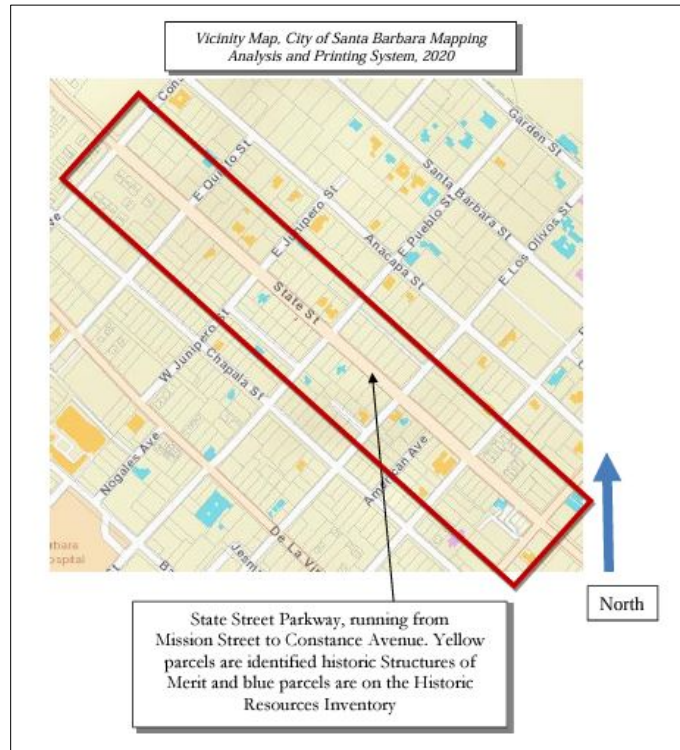 Vicinity Map, City of Santa Barbara Mapping
Analysis and Printing System, 2020
Garden St
E Quinto St
Santa Barbara St
E Junipero St
E Pueblo St
E Los Olivos St
Anacapa St
State St
W Junipero St
Chapala St
American Ave
Nogales Ave
De La Vi
ospital
North
State Street Parkway, running from
Mission Street to Constance Avenue. Yellow
parcels are identified historic Structures of
Merit and blue parcels are on the Historic
Resources Inventory